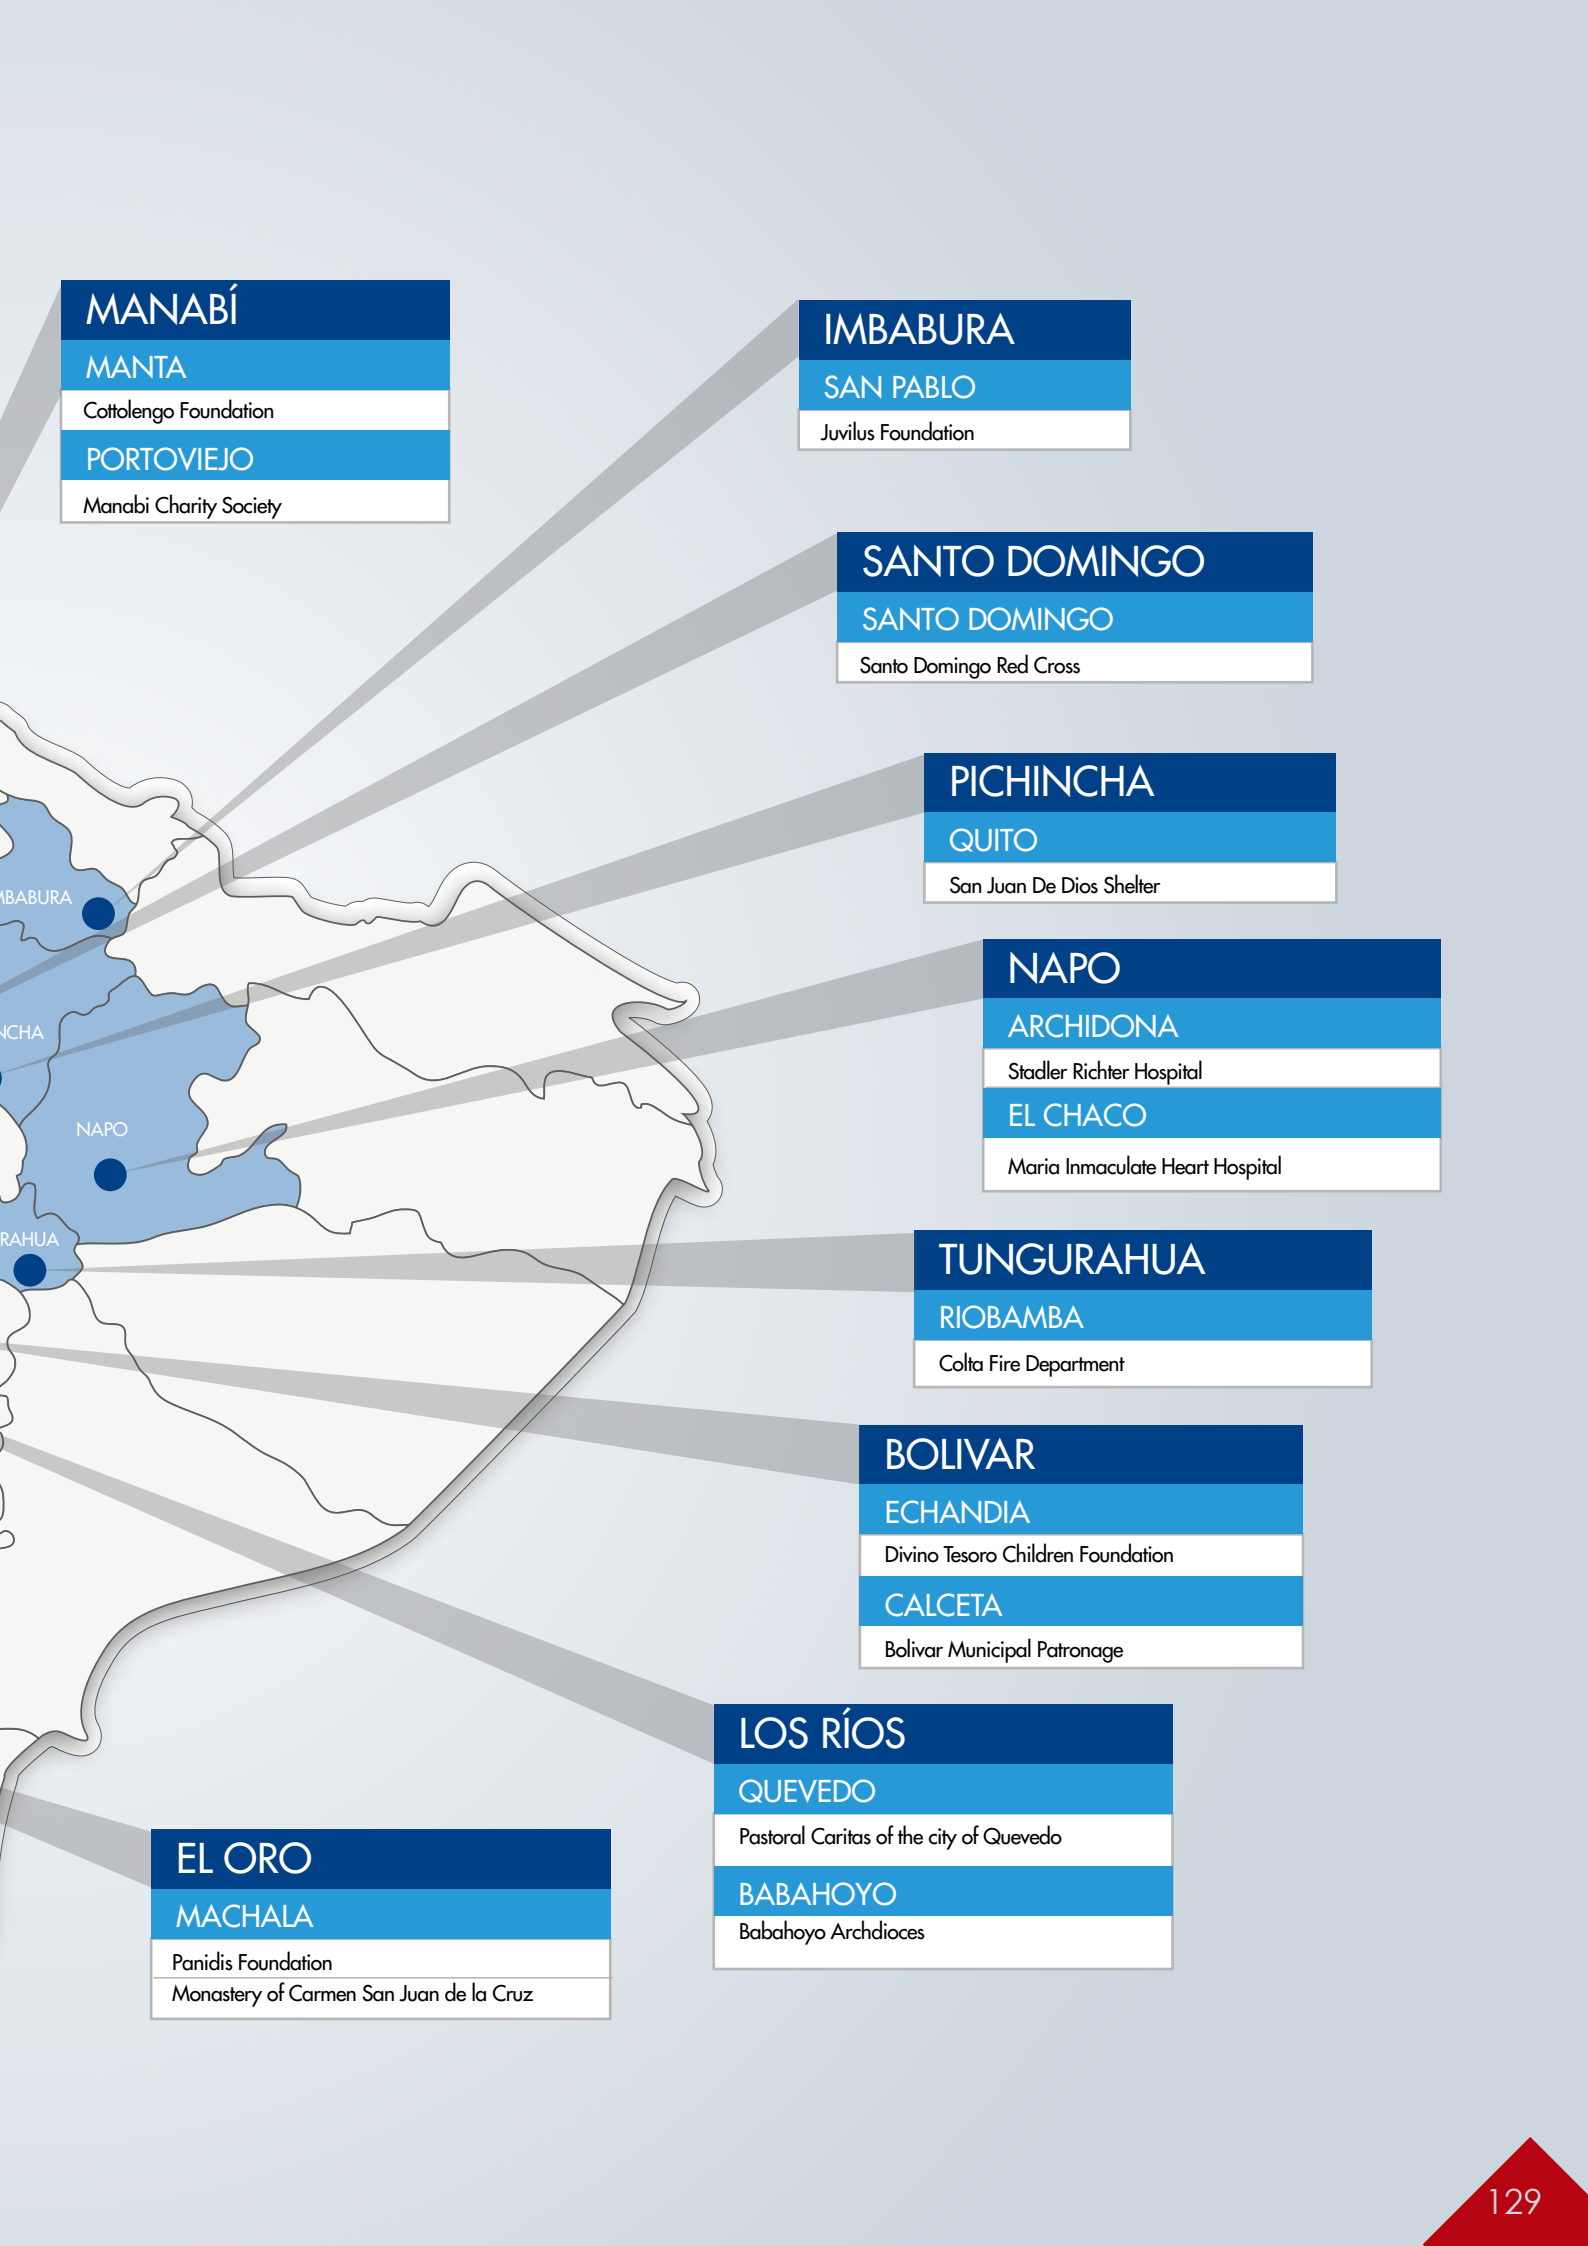 MANABÍ
MANTA
Cottolengo Foundation
PORTOVIEJO
Manabi Charity Society
IMBABURA
SAN PABLO
Juvilus Foundation
SANTO DOMINGO
SANTO DOMINGO
Santo Domingo Red Cross
PICHINCHA
QUITO
San Juan De Dios Shelter
NAPO
ARCHIDONA
Stadler Richter Hospital
EL CHACO
Maria Inmaculate Heart Hospital
TUNGURAHUA
RIOBAMBA
Colta Fire Department
BOLIVAR
ECHANDIA
Divino Tesoro Children Foundation
CALCETA
Bolivar Municipal Patronage
LOS RÍOS
QUEVEDO
Pastoral Caritas of the city of Quevedo
BABAHOYO
Babahoyo Archdioces
EL ORO
MACHALA
Panidis Foundation
Monastery of Carmen San Juan de la Cruz
MBABURA
NCHA
NAPO
RAHUA
129